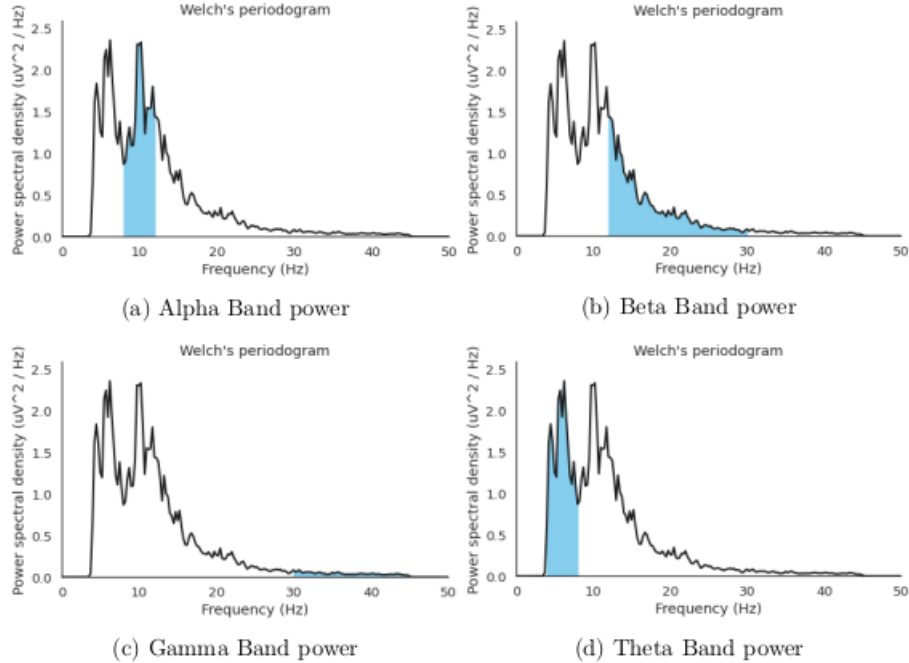 Welch's periodogram
Power spectral density (uV^2 / Hz)
2.5
2.0
1.5
1.0
0.5
0.0
0 10 20 30 40 50
Frequency (Hz)
(a) Alpha Band power
Welch's periodogram
Power spectral density (uV^2 / Hz)
2.5
2.0
1.5
1.0
0.5
0.0
0 10 20 30 40 50
Frequency (Hz)
(b) Beta Band power
Welch's periodogram
Power spectral density (uV^2 / Hz)
2.5
2.0
1.5
1.0
0.5
0.0
0 10 20 30 40 50
Frequency (Hz)
(c) Gamma Band power
Welch's periodogram
Power spectral density (uV^2 / Hz)
2.5
2.0
1.5
1.0
0.5
0.0
0 10 20 30 40 50
Frequency (Hz)
(d) Theta Band power